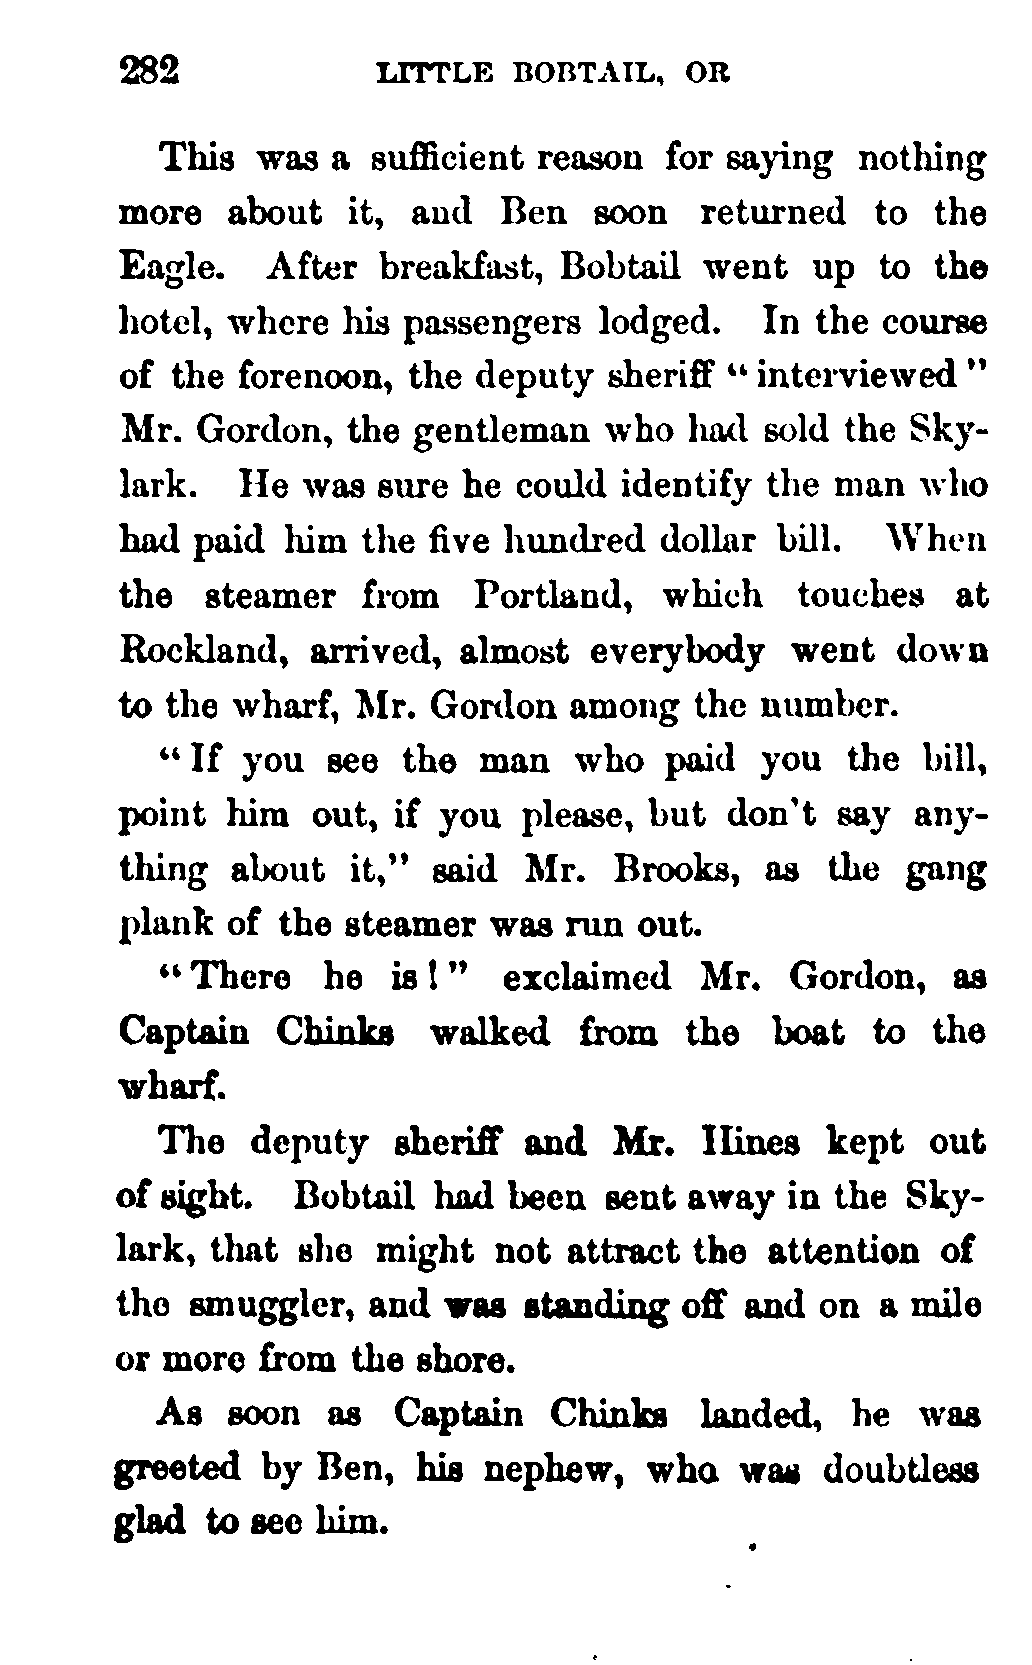 282 LITTLE BOBTAIL, OR
This was a sufficient reason for saying nothing
more about it, and Ben soon returned to the
Eagle. After breakfast, Bobtail went up to the
hotel, where his passengers lodged. In the course
of the forenoon, the deputy sheriff “interviewed”
Mr. Gordon, the gentleman who had sold the Sky-
lark. He was sure he could identify the man who
had paid him the five hundred dollar bill. When
the steamer from Portland, which touches at
Rockland, arrived, almost everybody went down
to the wharf, Mr. Gordon among the number.
“If you see the man who paid you the bill,
point him out, if you please, but don't say any-
thing about it,” said Mr. Brooks, as the gang
plank of the steamer was run out.
“There he is!” exclaimed Mr. Gordon, as
Captain Chinks walked from the boat to the
wharf.
The deputy sheriff and Mr. Hines kept out
of sight. Bobtail had been sent away in the Sky-
lark, that she might not attract the attention of
the smuggler, and was standing off and on a mile
or more from the shore.
As soon as Captain Chinks landed, he was
greeted by Ben, his nephew, who was doubtless
glad to see him.